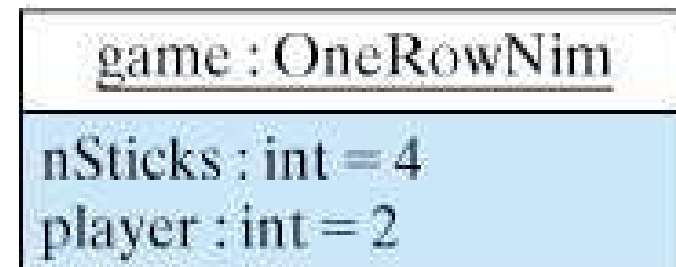 game : OneRowNim
nSticks : int = 4
player : int = 2